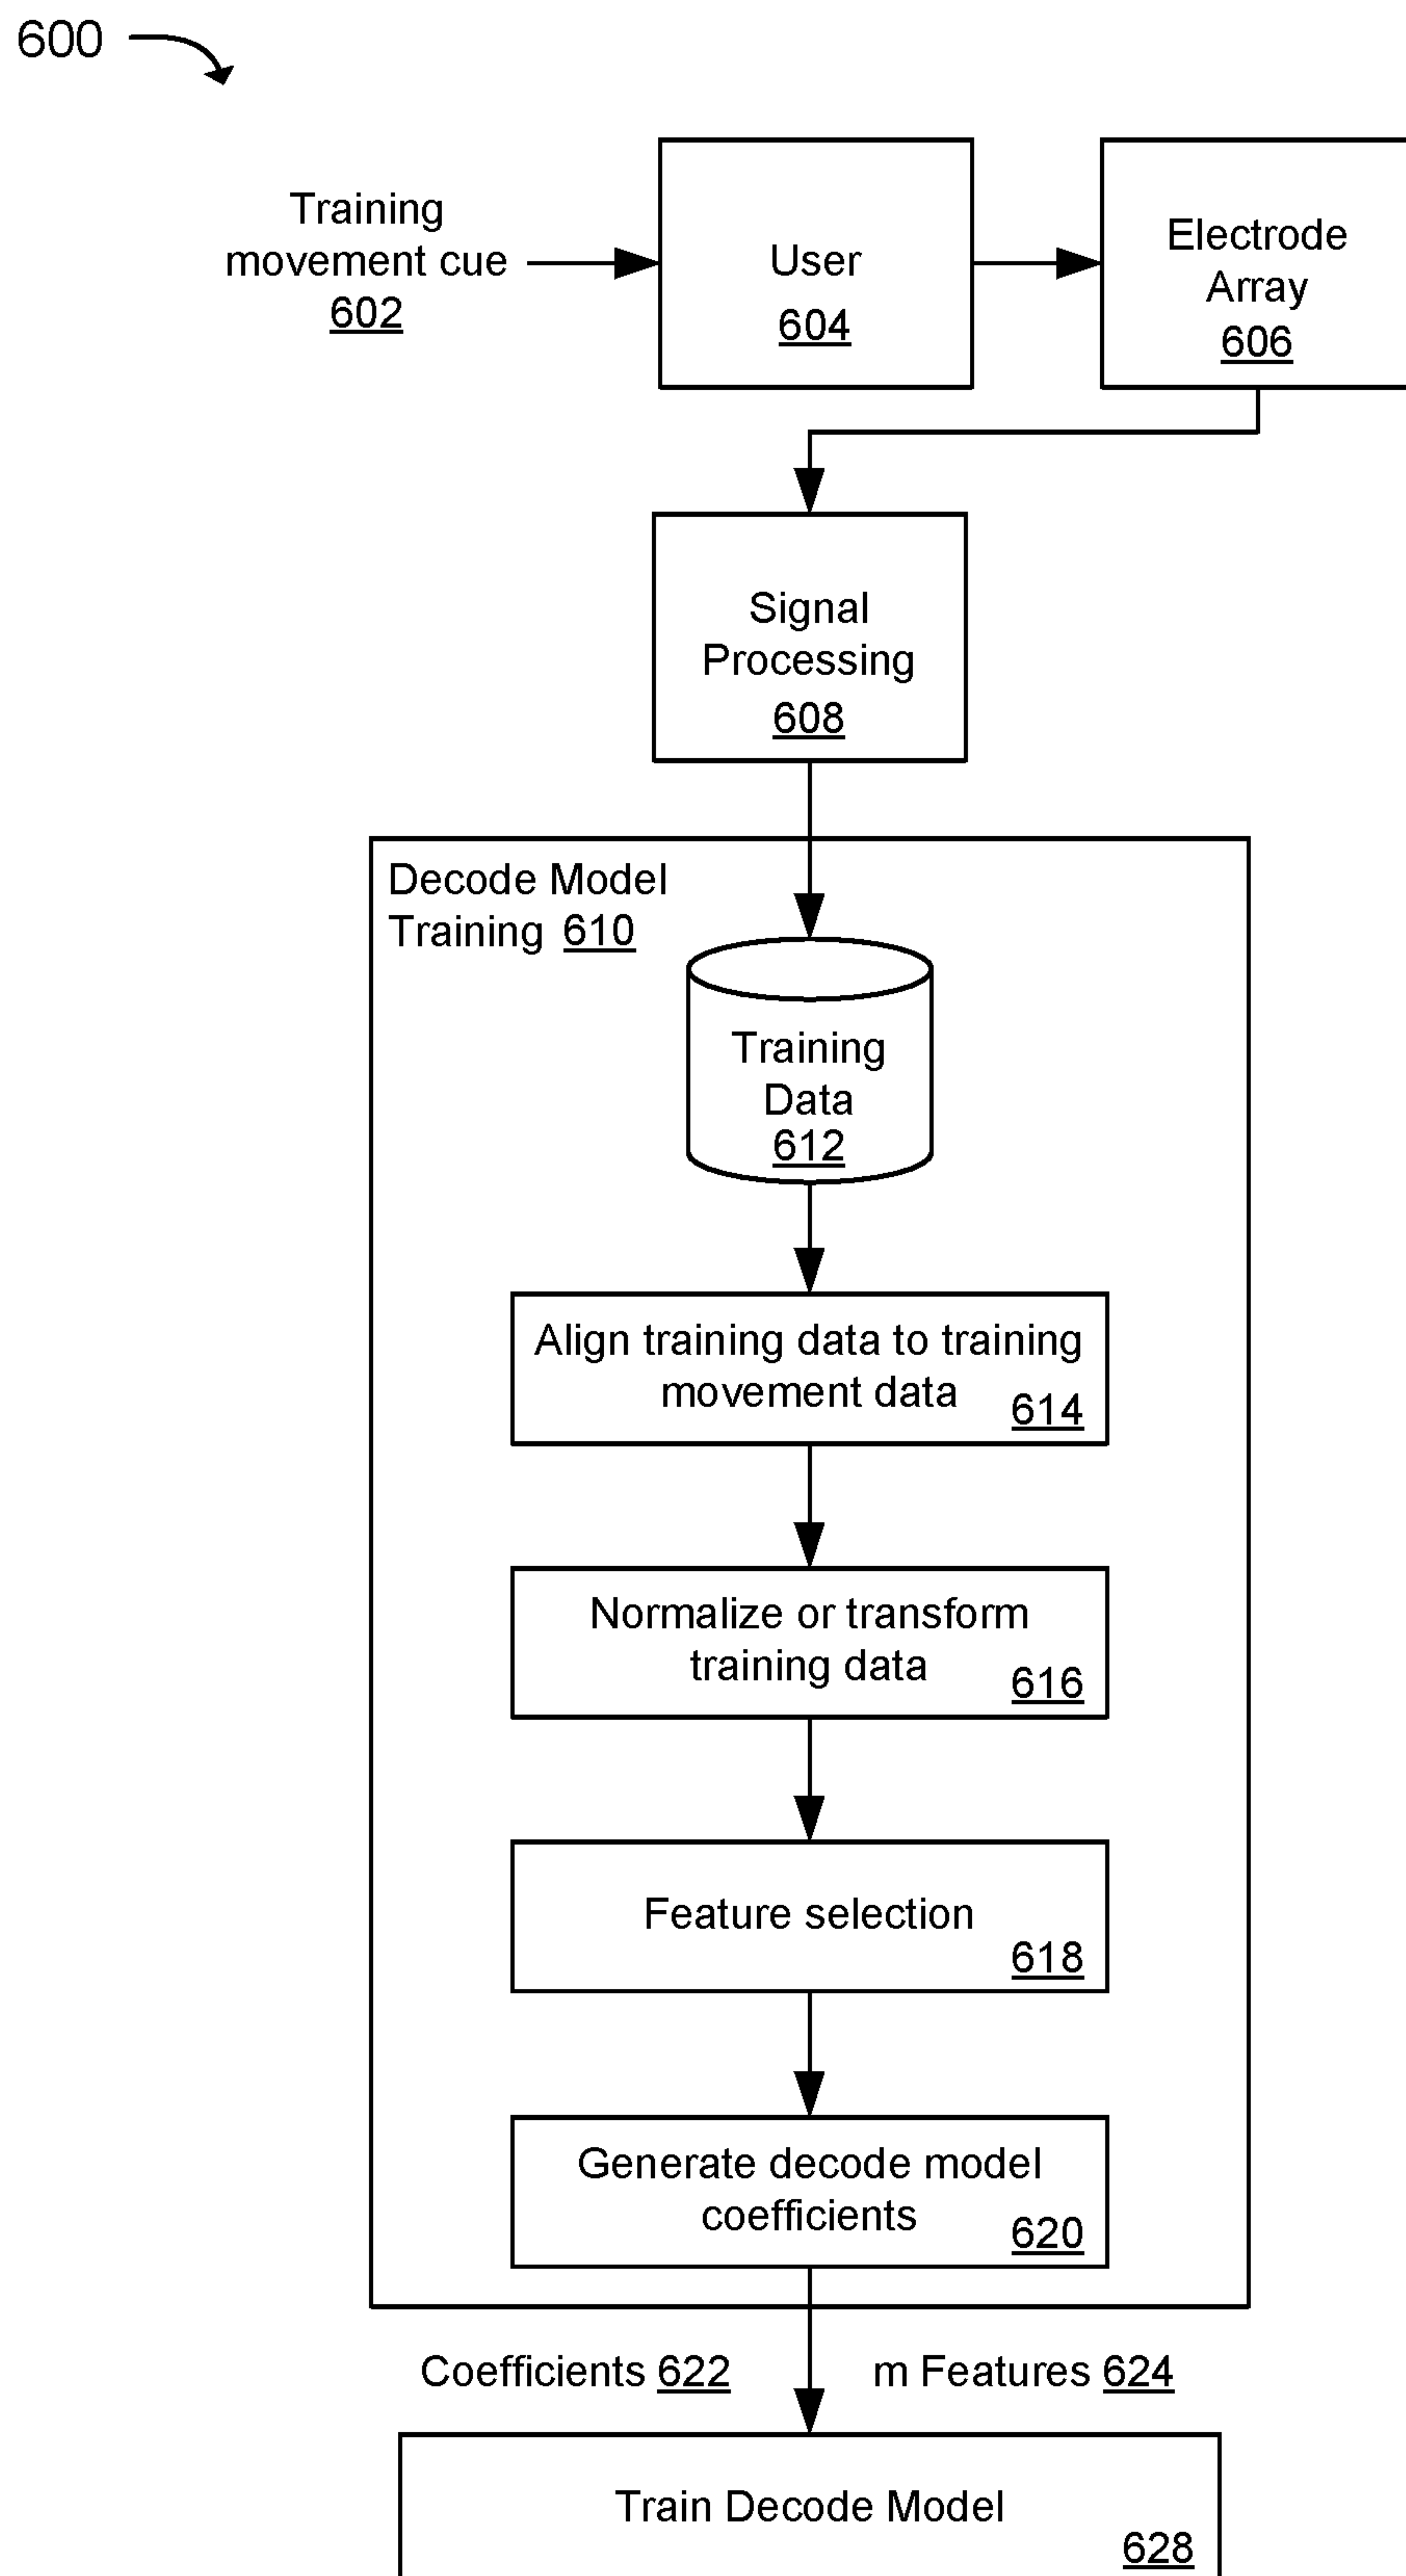 600
Training
movement cue
602
User
604
Electrode
Array
606
Signal
Processing
608
Decode Model
Training 610
Training
Data
612
Align training data to training
movement data
614
Normalize or transform
training data
616
Feature selection
618
Generate decode model
coefficients
620
Coefficients 622
m Features 624
Train Decode Model
628